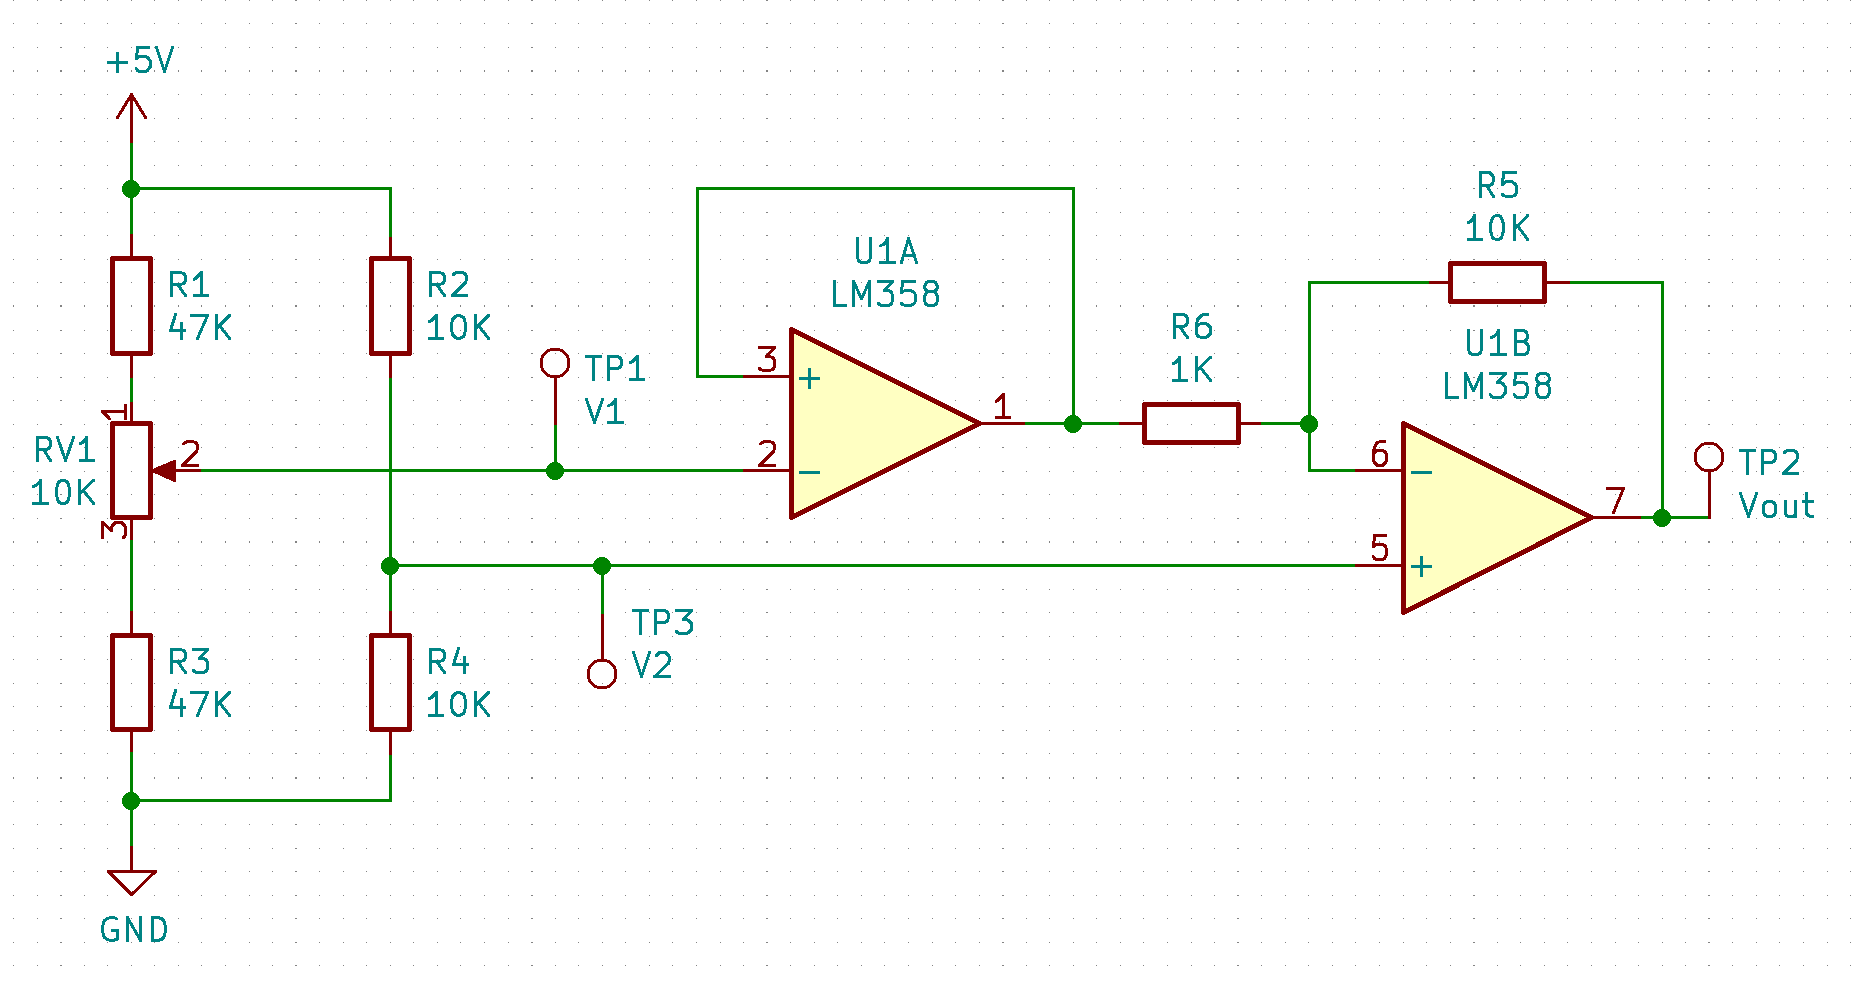 +5V
R1
47K
R2
10K
RV1
10K
1
2
3
R3
47K
R4
10K
GND
TP1
V1
TP3
V2
U1A
LM358
3
+
2
−
1
R6
1K
R5
10K
U1B
LM358
6
−
5
+
7
TP2
Vout